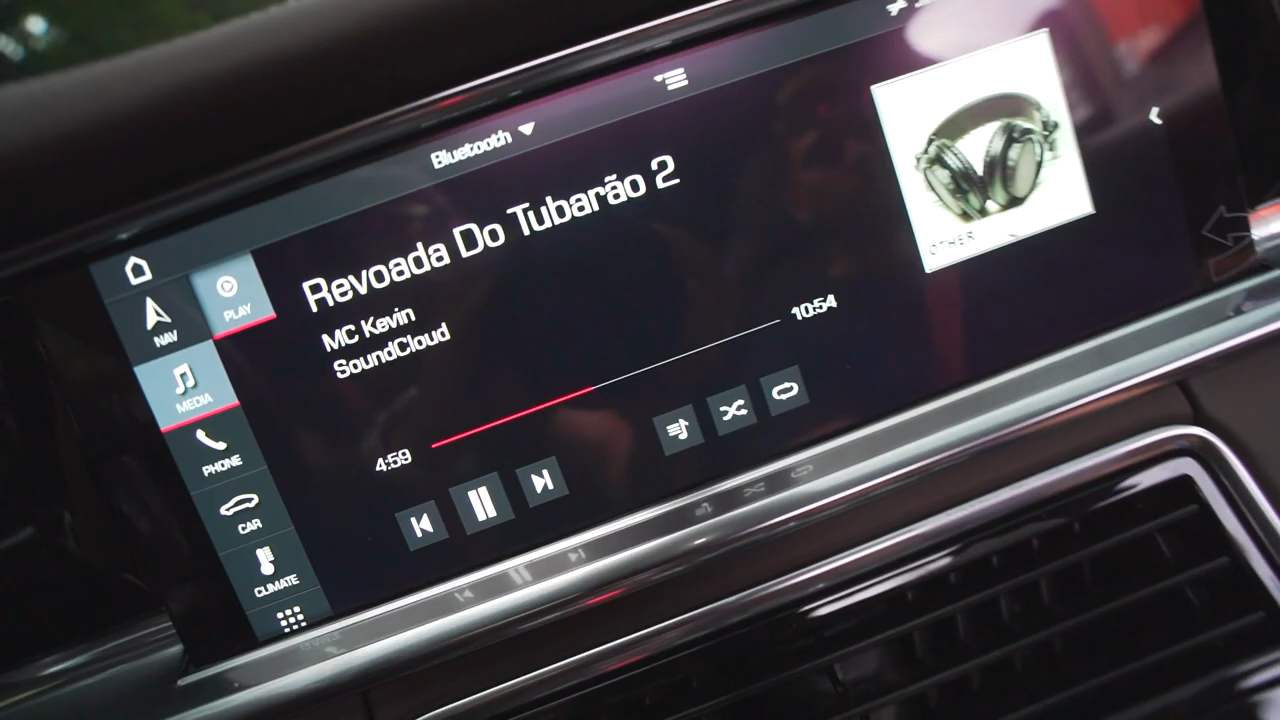 Bluetooth
Revoada Do Tubarão 2
MC Kevin
SoundCloud
4:59
10:54
PLAY
NAV
MEDIA
PHONE
CAR
CLIMATE
OTHER